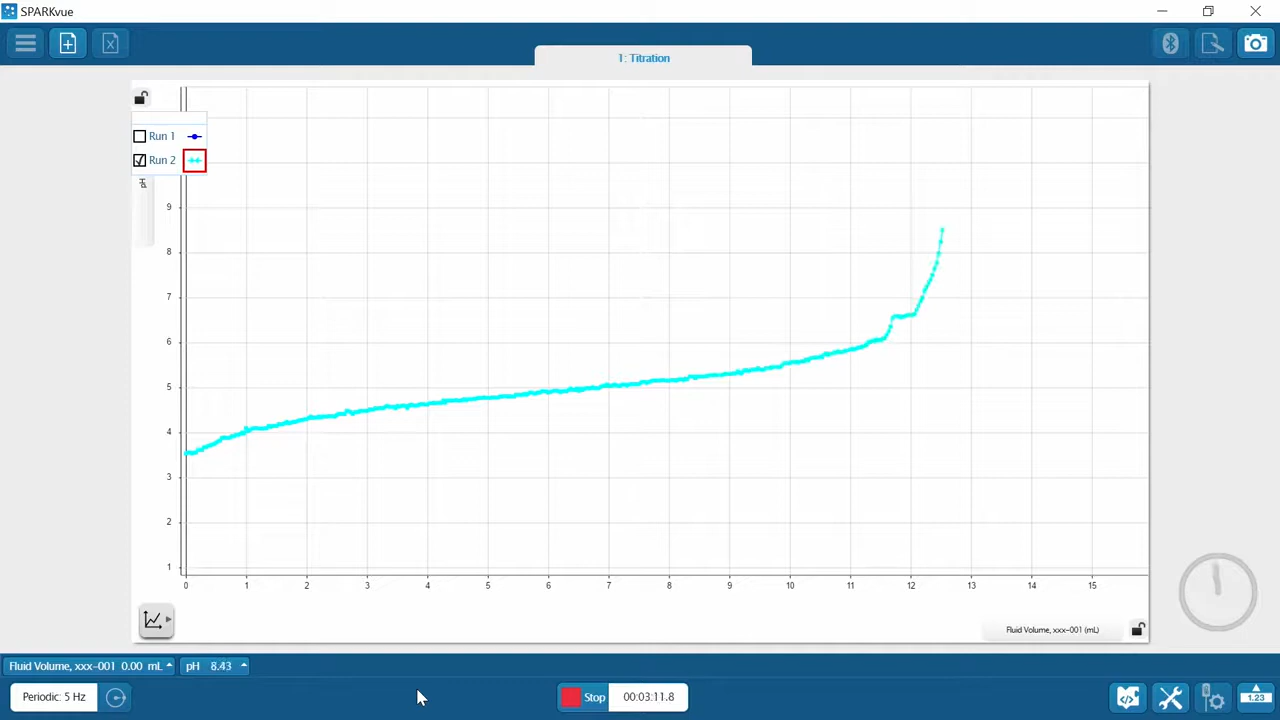 SPARKvue
1: Titration
Run 1
Run 2
9
8
7
6
5
4
3
2
1
0 1 2 3 4 5 6 7 8 9 10 11 12 13 14 15
Fluid Volume, xxx-001 (mL)
Fluid Volume, xxx-001 0.00 mL pH 8.43
Periodic: 5 Hz Stop 00:03:11.8 1.23